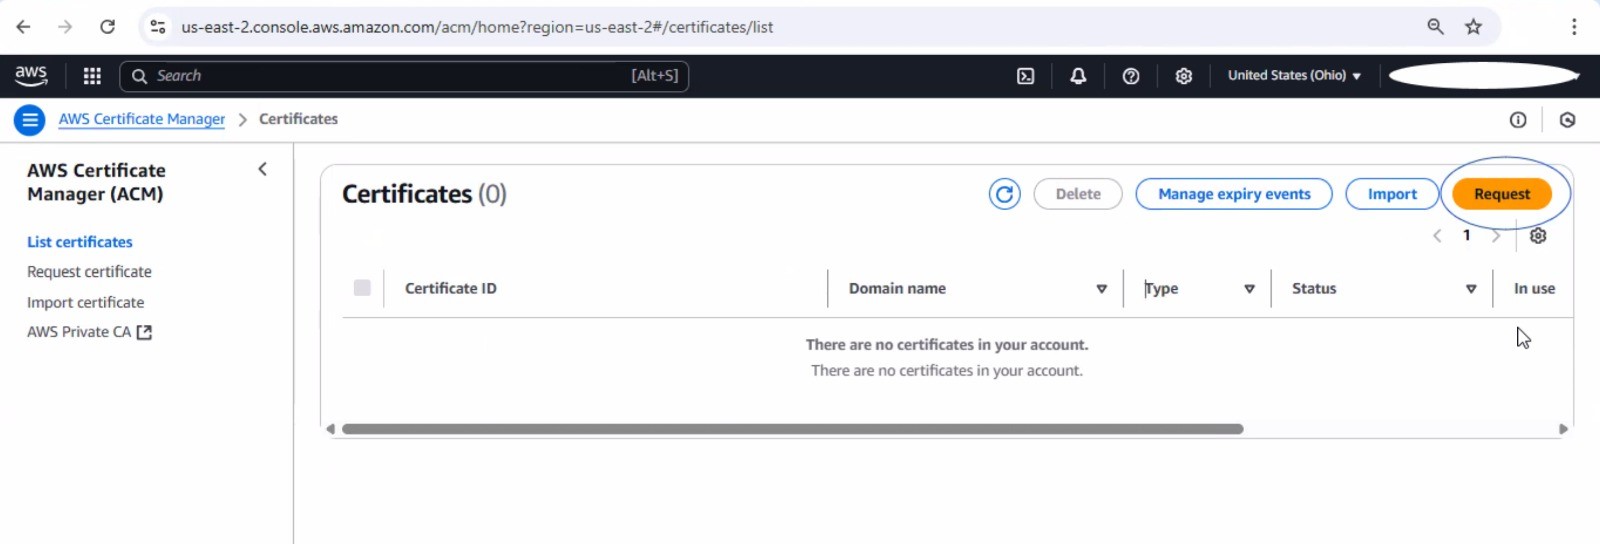 us-east-2.console.aws.amazon.com/acm/home?region=us-east-2#/certificates/list
aws Search [Alt+S] United States (Ohio)
AWS Certificate Manager > Certificates
AWS Certificate
Manager (ACM)
List certificates
Request certificate
Import certificate
AWS Private CA
Certificates (0) Delete Manage expiry events Import Request
1
Certificate ID Domain name Type Status In use
There are no certificates in your account.
There are no certificates in your account.